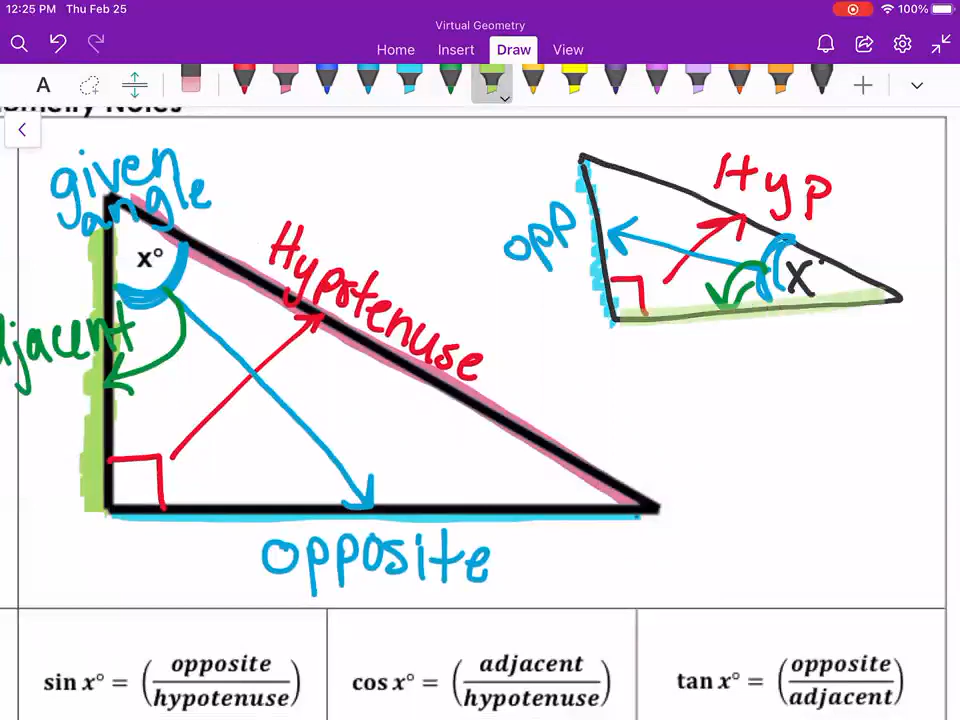 12:25 PM Thu Feb 25
100%
Virtual Geometry
Home Insert Draw View
A
Notes
given
angle
x°
Hypotenuse
djacent
opposite
Hyp
opp
x°
sin x° = (opposite/hypotenuse)
cos x° = (adjacent/hypotenuse)
tan x° = (opposite/adjacent)